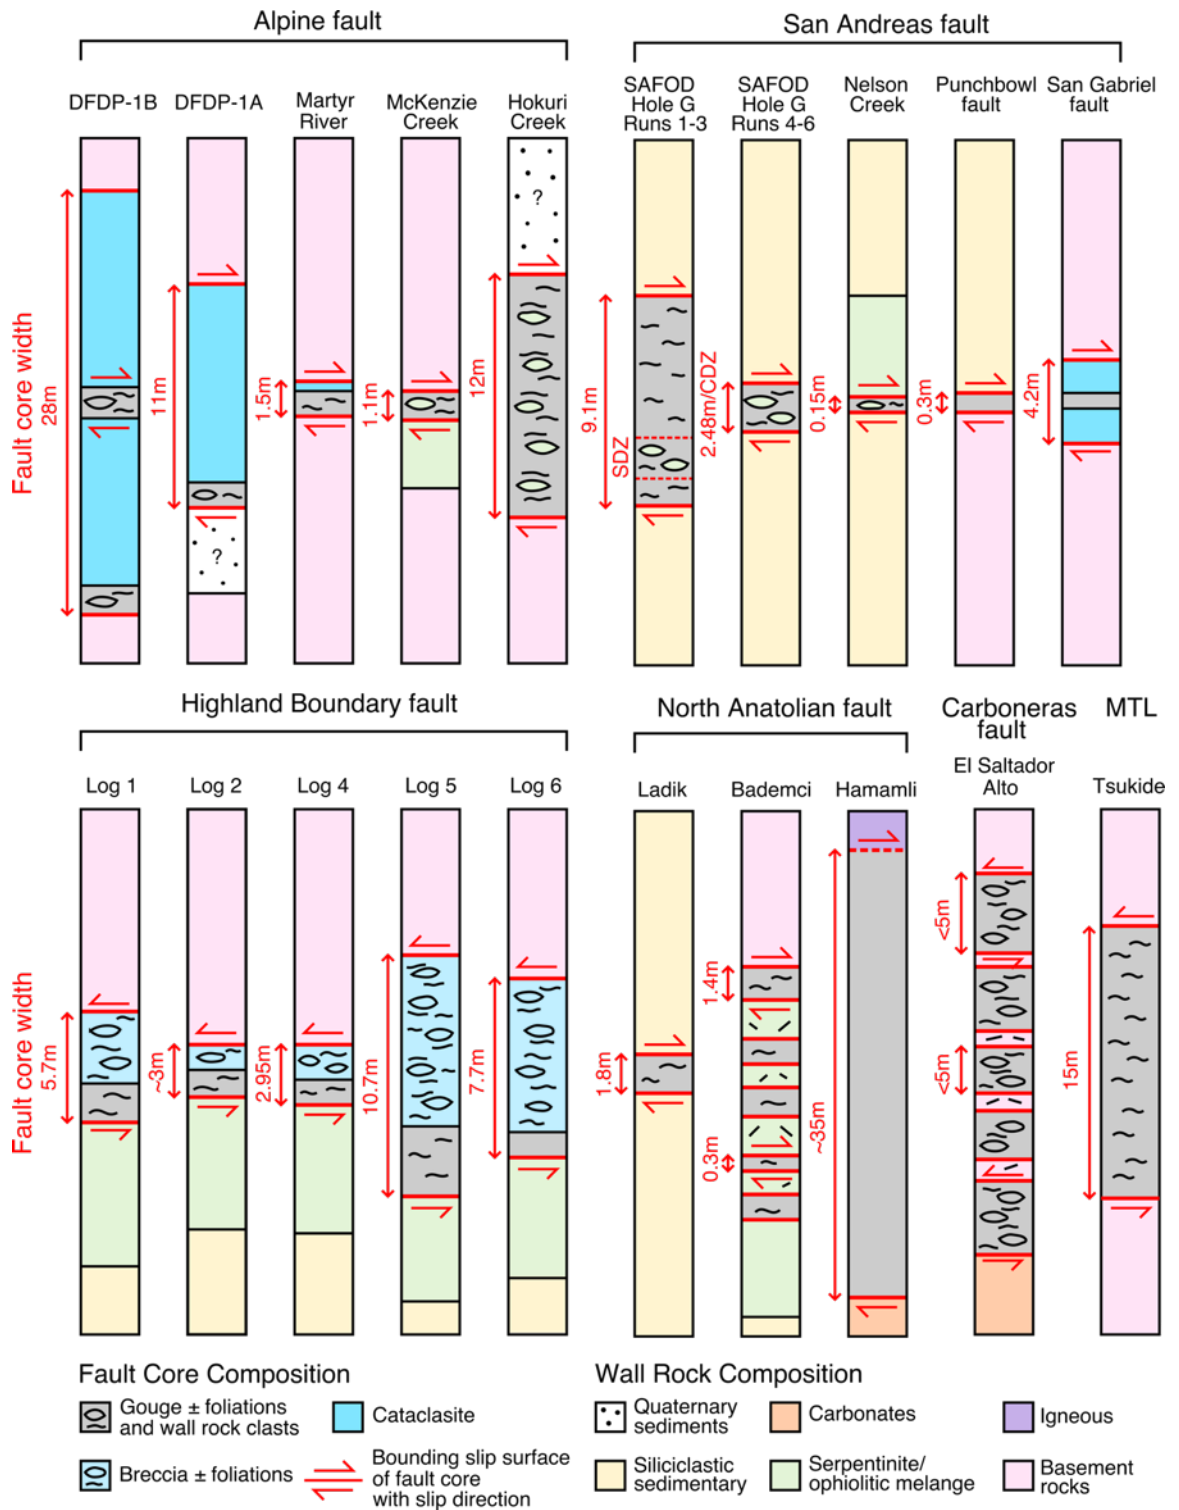 Alpine fault
San Andreas fault
DFDP-1B
DFDP-1A
Martyr
River
McKenzie
Creek
Hokuri
Creek
SAFOD
Hole G
Runs 1-3
SAFOD
Hole G
Runs 4-6
Nelson
Creek
Punchbowl
fault
San Gabriel
fault
Fault core width
28m
11m
1.5m
1.1m
12m
9.1m
SDZ
2.48m/CDZ
0.15m
0.3m
4.2m
?
?
Highland Boundary fault
North Anatolian fault
Carboneras
fault
MTL
Log 1
Log 2
Log 4
Log 5
Log 6
Ladik
Bademci
Hamamli
El Saltador
Alto
Tsukide
Fault core width
5.7m
~3m
2.95m
10.7m
7.7m
1.8m
1.4m
0.3m
~35m
<5m
<5m
15m
Fault Core Composition
Gouge ± foliations
and wall rock clasts
Cataclasite
Breccia ± foliations
Bounding slip surface
of fault core
with slip direction
Wall Rock Composition
Quaternary
sediments
Carbonates
Igneous
Siliciclastic
sedimentary
Serpentinite/
ophiolitic melange
Basement
rocks